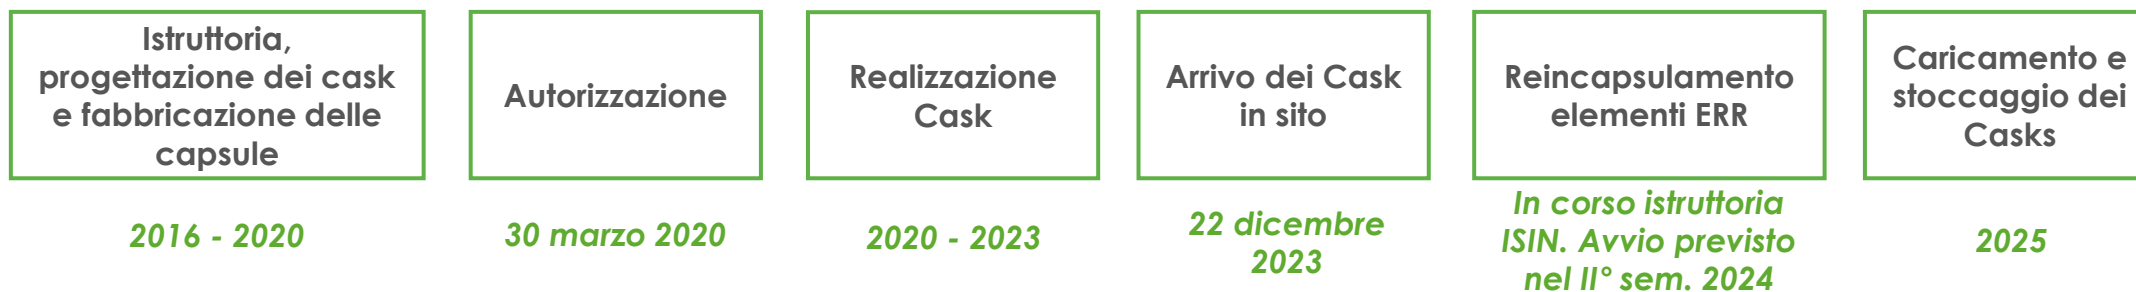 Istruttoria,
progettazione dei cask
e fabbricazione delle
capsule
2016 - 2020
Autorizzazione
30 marzo 2020
Realizzazione
Cask
2020 - 2023
Arrivo dei Cask
in sito
22 dicembre
2023
Reincapsulamento
elementi ERR
In corso istruttoria
ISIN. Avvio previsto
nel II° sem. 2024
Caricamento e
stoccaggio dei
Casks
2025